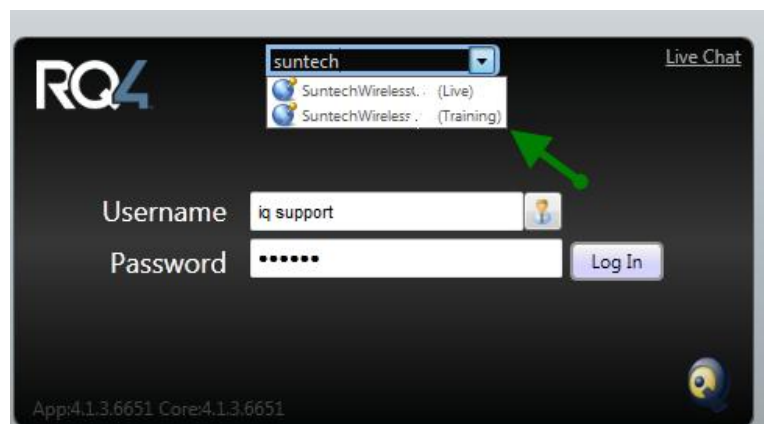 RQ4
suntech
Live Chat
SuntechWireless (Live)
SuntechWireless (Training)
Username
iq support
Password
••••••
Log In
App:4.1.3.6651 Core:4.1.3.6651